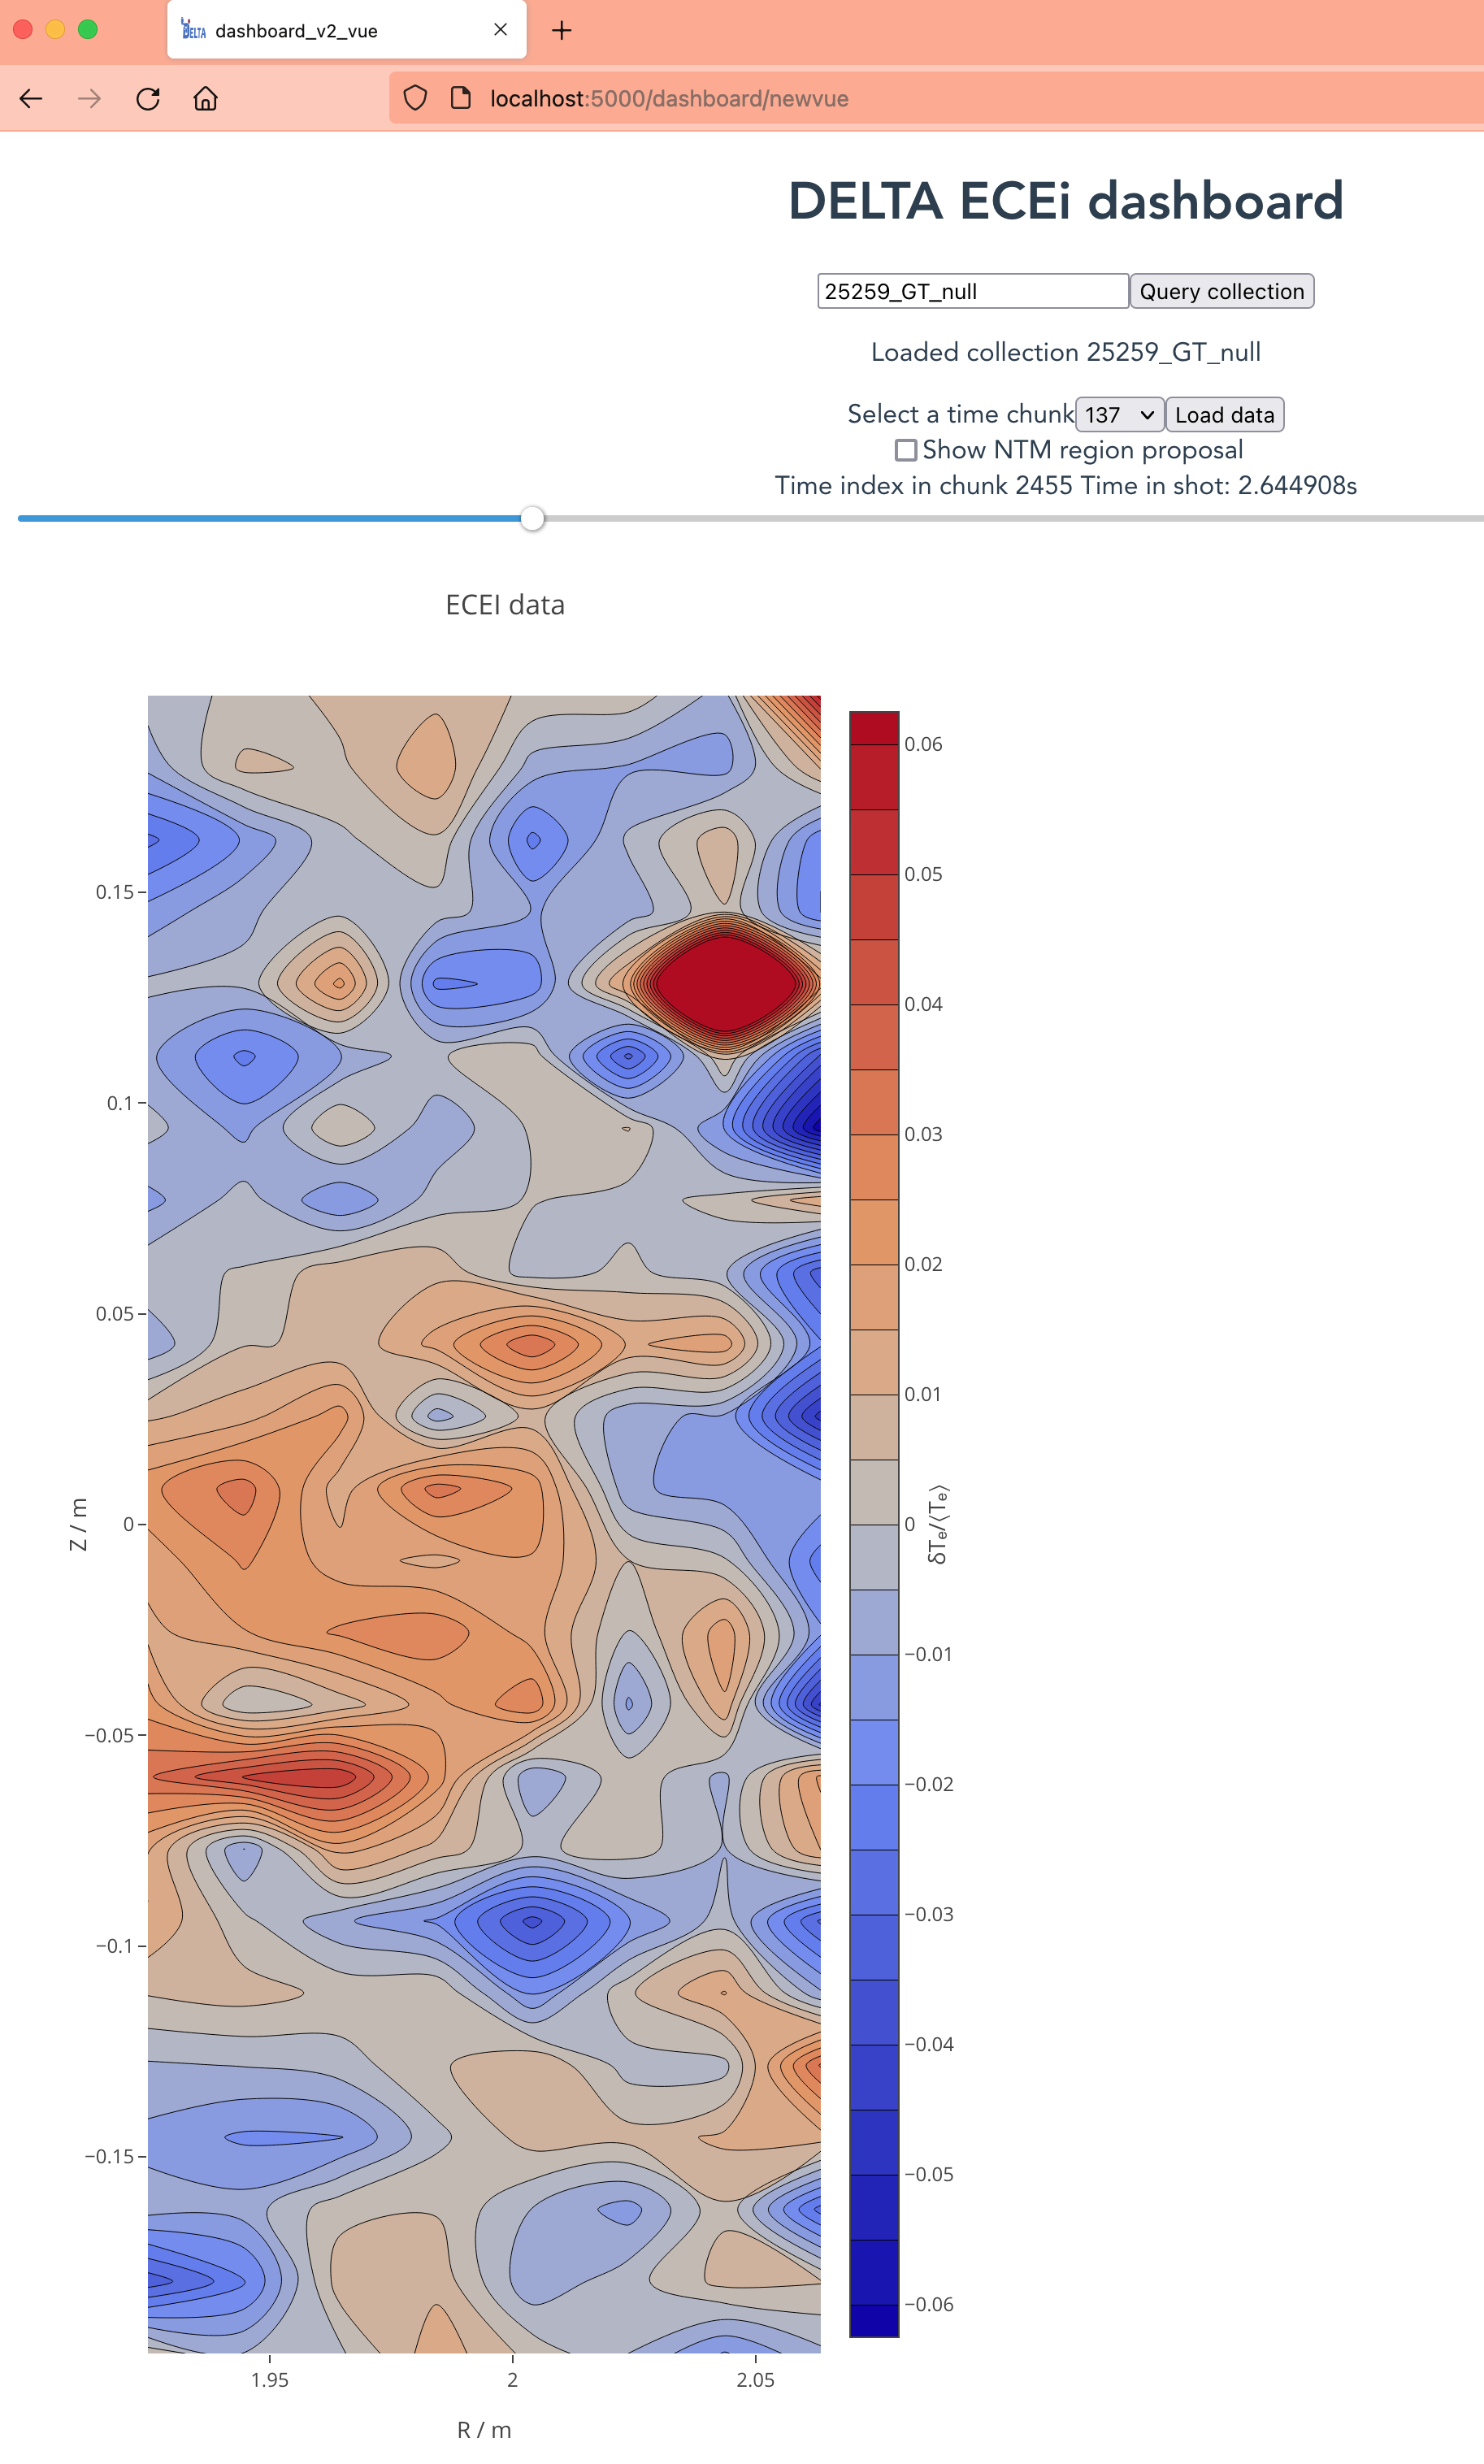 DELTA dashboard_v2_vue
localhost:5000/dashboard/newvue
DELTA ECEi dashboard
25259_GT_null Query collection
Loaded collection 25259_GT_null
Select a time chunk 137 Load data
Show NTM region proposal
Time index in chunk 2455 Time in shot: 2.644908s
ECEI data
0.15
0.1
0.05
0
−0.05
−0.1
−0.15
Z / m
1.95 2 2.05
R / m
0.06
0.05
0.04
0.03
0.02
0.01
0
−0.01
−0.02
−0.03
−0.04
−0.05
−0.06
δTₑ/⟨Tₑ⟩